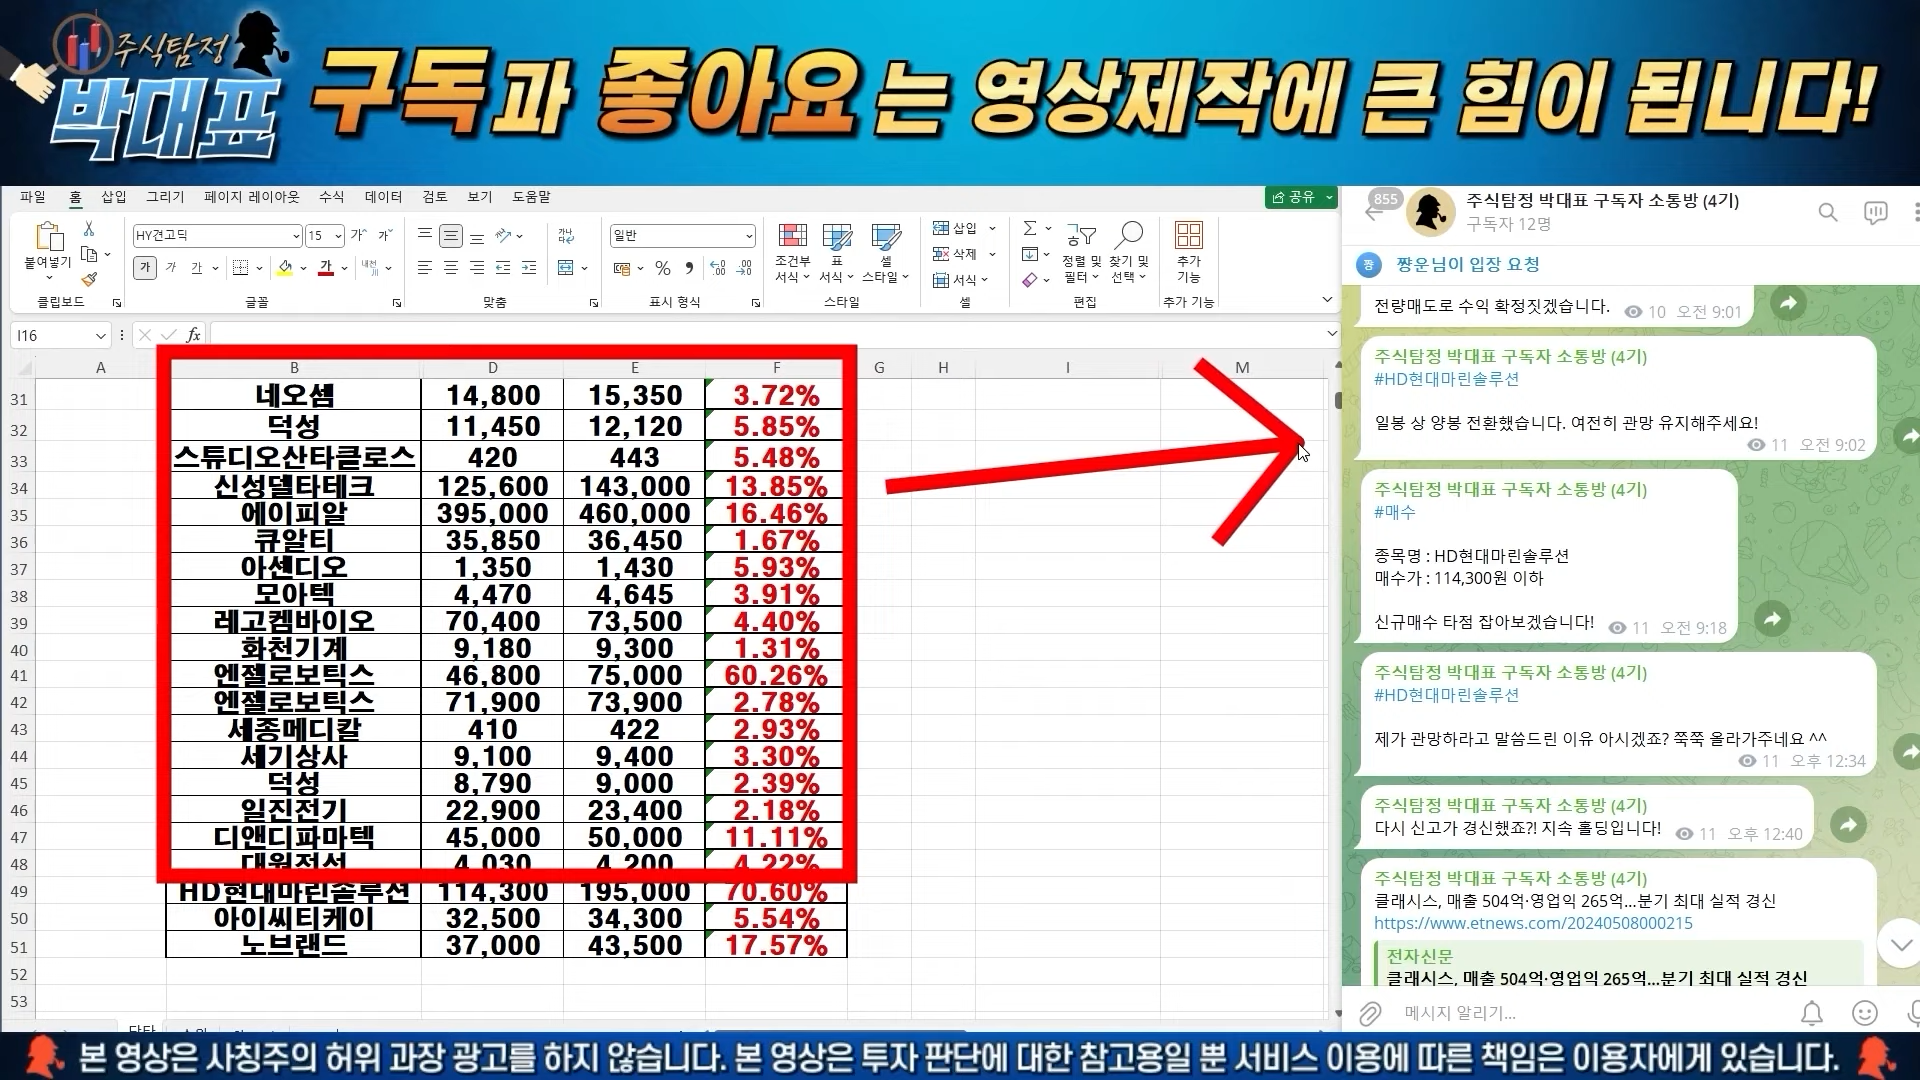 주식탐정
박대표
구독과 좋아요는 영상제작에 큰 힘이 됩니다!
파일 홈 삽입 그리기 페이지 레이아웃 수식 데이터 검토 보기 도움말
공유
붙여넣기
클립보드
HY견고딕 15
가 가 가
글꼴
맞춤
일반
표시 형식
조건부 서식
표 서식
셀 스타일
스타일
삽입
삭제
서식
셀
정렬 및 필터
찾기 및 선택
편집
추가 기능
추가 기능
I16
fx
A B D E F G H I M
31 네오셈 14,800 15,350 3.72%
32 덕성 11,450 12,120 5.85%
33 스튜디오산타클로스 420 443 5.48%
34 신성델타테크 125,600 143,000 13.85%
35 에이피알 395,000 460,000 16.46%
36 큐알티 35,850 36,450 1.67%
37 아센디오 1,350 1,430 5.93%
38 모아텍 4,470 4,645 3.91%
39 레고켐바이오 70,400 73,500 4.40%
40 화천기계 9,180 9,300 1.31%
41 엔젤로보틱스 46,800 75,000 60.26%
42 엔젤로보틱스 71,900 73,900 2.78%
43 세종메디칼 410 422 2.93%
44 세기상사 9,100 9,400 3.30%
45 덕성 8,790 9,000 2.39%
46 일진전기 22,900 23,400 2.18%
47 디앤디파마텍 45,000 50,000 11.11%
48 대원전선 4,030 4,200 4.22%
49 HD현대마린솔루션 114,300 195,000 70.60%
50 아이씨티케이 32,500 34,300 5.54%
51 노브랜드 37,000 43,500 17.57%
52
53
855
주식탐정 박대표 구독자 소통방 (4기)
구독자 12명
짱
짱운님이 입장 요청
전량매도로 수익 확정짓겠습니다. 10 오전 9:01
주식탐정 박대표 구독자 소통방 (4기)
#HD현대마린솔루션
일봉 상 양봉 전환했습니다. 여전히 관망 유지해주세요!
11 오전 9:02
주식탐정 박대표 구독자 소통방 (4기)
#매수
종목명 : HD현대마린솔루션
매수가 : 114,300원 이하
신규매수 타점 잡아보겠습니다! 11 오전 9:18
주식탐정 박대표 구독자 소통방 (4기)
#HD현대마린솔루션
제가 관망하라고 말씀드린 이유 아시겠죠? 쭉쭉 올라가주네요 ^^
11 오후 12:34
주식탐정 박대표 구독자 소통방 (4기)
다시 신고가 경신했죠?! 지속 홀딩입니다! 11 오후 12:40
주식탐정 박대표 구독자 소통방 (4기)
클래시스, 매출 504억·영업익 265억...분기 최대 실적 경신
https://www.etnews.com/20240508000215
전자신문
클래시스, 매출 504억·영업익 265억...분기 최대 실적 경신
메시지 알리기...
본 영상은 사칭주의 허위 과장 광고를 하지 않습니다. 본 영상은 투자 판단에 대한 참고용일 뿐 서비스 이용에 따른 책임은 이용자에게 있습니다.